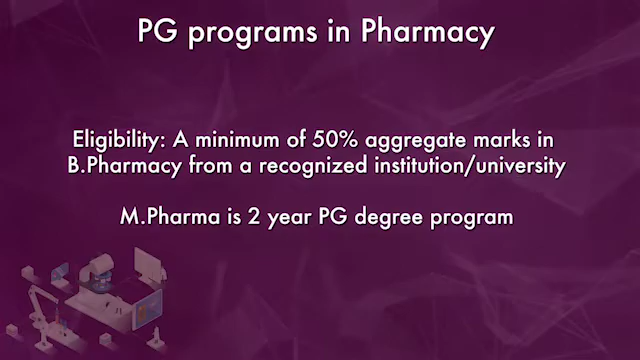 PG programs in Pharmacy
Eligibility: A minimum of 50% aggregate marks in
B.Pharmacy from a recognized institution/university
M.Pharma is 2 year PG degree program